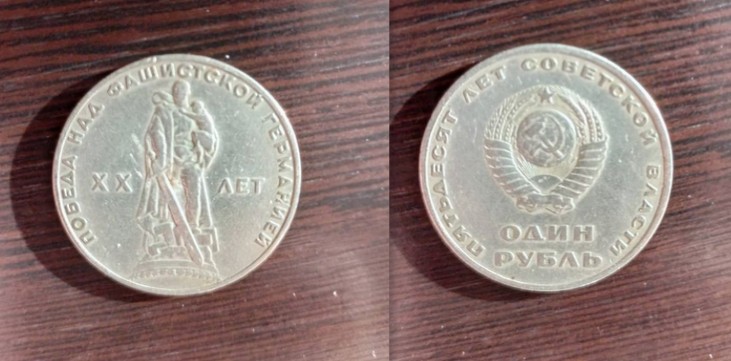 ПОБЕДА НАД ФАШИСТСКОЙ ГЕРМАНИЕЙ
XX ЛЕТ
ПЯТЬДЕСЯТ ЛЕТ СОВЕТСКОЙ ВЛАСТИ
ОДИН
РУБЛЬ